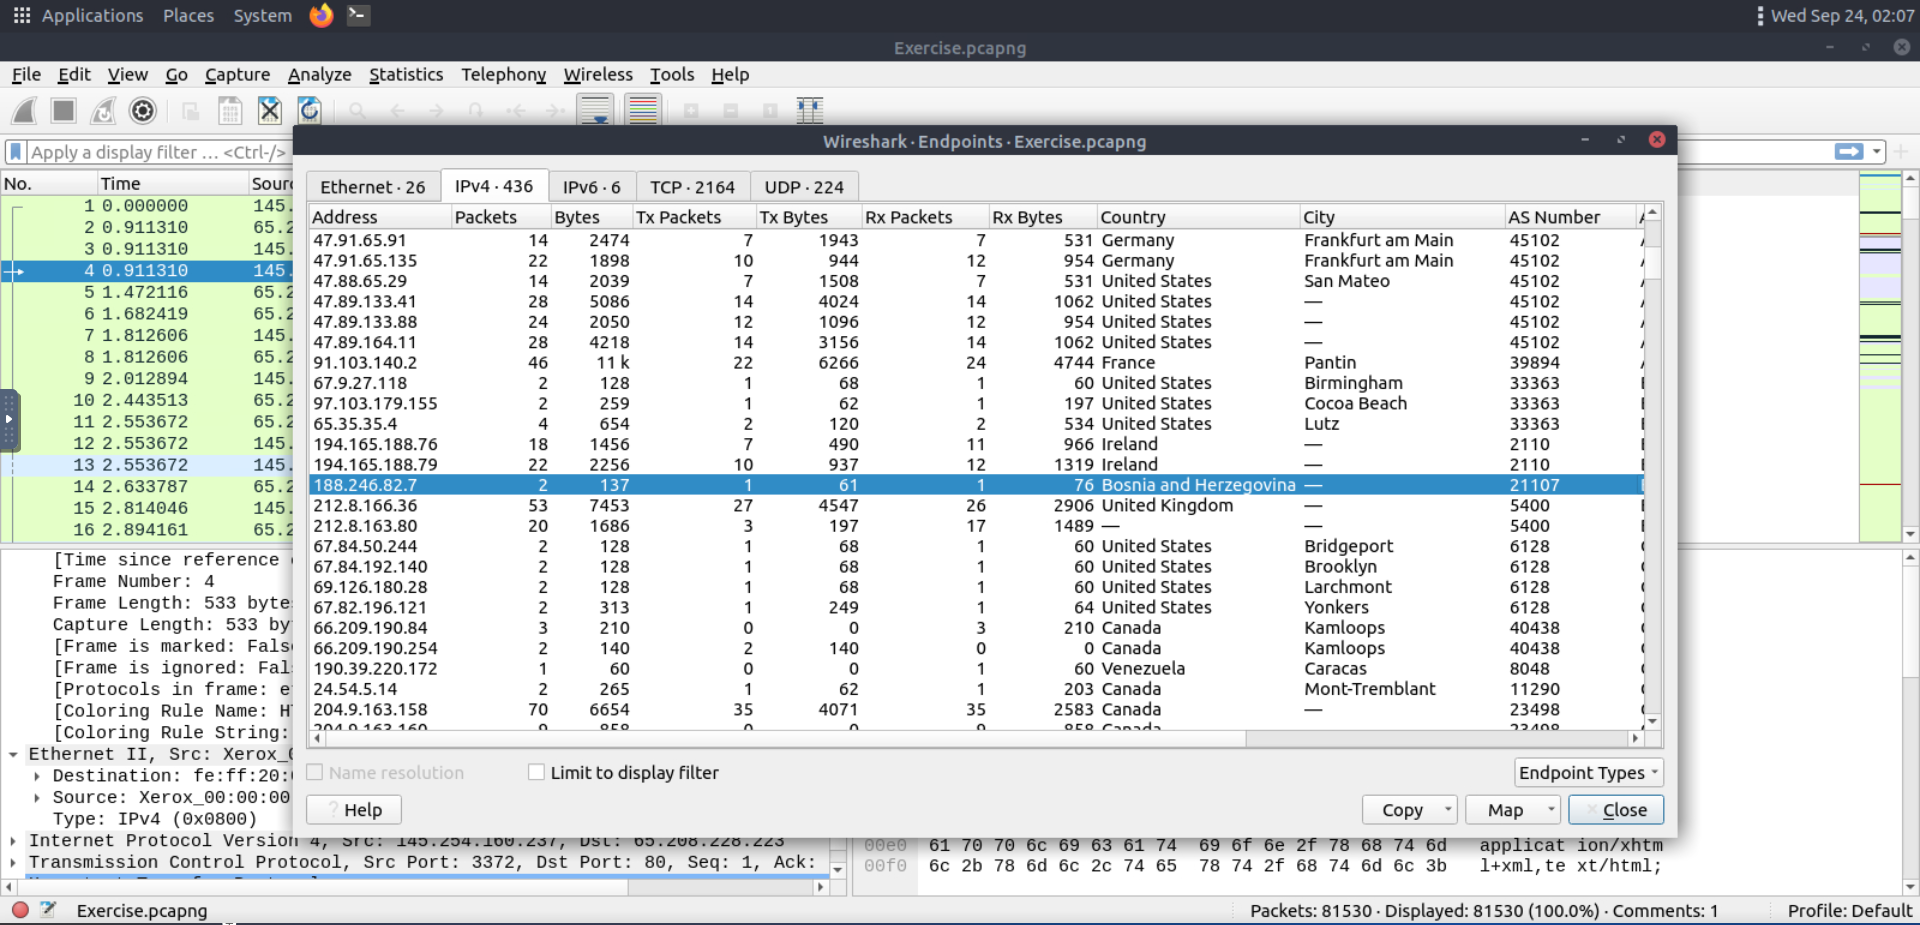 Applications Places System Wed Sep 24, 02:07
Exercise.pcapng
File Edit View Go Capture Analyze Statistics Telephony Wireless Tools Help
Wireshark · Endpoints · Exercise.pcapng
Apply a display filter … <Ctrl-/>
No. Time
1 0.000000 145.
2 0.911310 65.2
3 0.911310 145.
4 0.911310 145.
5 1.472116 65.2
6 1.682419 65.2
7 1.812606 145.
8 1.812606 65.2
9 2.012894 145.
10 2.443513 65.2
11 2.553672 65.2
12 2.553672 145.
13 2.553672 145.
14 2.633787 65.2
15 2.814046 65.2
16 2.894161 65.2
Ethernet · 26 IPv4 · 436 IPv6 · 6 TCP · 2164 UDP · 224
Address Packets Bytes Tx Packets Tx Bytes Rx Packets Rx Bytes Country City AS Number
47.91.65.91 14 2474 7 1943 7 531 Germany Frankfurt am Main 45102
47.91.65.135 22 1898 10 944 12 954 Germany Frankfurt am Main 45102
47.88.65.29 14 2039 7 1508 7 531 United States San Mateo 45102
47.89.133.41 28 5086 14 4024 14 1062 United States — 45102
47.89.133.88 24 2050 12 1096 12 954 United States — 45102
47.89.164.11 28 4218 14 3156 14 1062 United States — 45102
91.103.140.2 46 11 k 22 6266 24 4744 France Pantin 39894
67.9.27.118 2 128 1 68 1 60 United States Birmingham 33363
97.103.179.155 2 259 1 62 1 197 United States Cocoa Beach 33363
65.35.35.4 4 654 2 120 2 534 United States Lutz 33363
194.165.188.76 18 1456 7 490 11 966 Ireland — 2110
194.165.188.79 22 2256 10 937 12 1319 Ireland — 2110
188.246.82.7 2 137 1 61 1 76 Bosnia and Herzegovina — 21107
212.8.166.36 53 7453 27 4547 26 2906 United Kingdom — 5400
212.8.163.80 20 1686 3 197 17 1489 — — 5400
67.84.50.244 2 128 1 68 1 60 United States Bridgeport 6128
67.84.192.140 2 128 1 68 1 60 United States Brooklyn 6128
69.126.180.28 2 128 1 68 1 60 United States Larchmont 6128
67.82.196.121 2 313 1 249 1 64 United States Yonkers 6128
66.209.190.84 3 210 0 0 3 210 Canada Kamloops 40438
66.209.190.254 2 140 2 140 0 0 Canada Kamloops 40438
190.39.220.172 1 60 0 0 1 60 Venezuela Caracas 8048
24.54.5.14 2 265 1 62 1 203 Canada Mont-Tremblant 11290
204.9.163.158 70 6654 35 4071 35 2583 Canada — 23498
Name resolution Limit to display filter Endpoint Types
Help Copy Map Close
[Time since reference
Frame Number: 4
Frame Length: 533 bytes
Capture Length: 533 by
[Frame is marked: False
[Frame is ignored: Fal
[Protocols in frame: e
[Coloring Rule Name: H
[Coloring Rule String:
Ethernet II, Src: Xerox_0
Destination: fe:ff:20:
Source: Xerox_00:00:00
Type: IPv4 (0x0800)
Internet Protocol Version 4, Src: 145.254.160.237, Dst: 65.208.228.223
Transmission Control Protocol, Src Port: 3372, Dst Port: 80, Seq: 1, Ack:
00e0 61 70 70 6c 69 63 61 74 69 6f 6e 2f 78 68 74 6d applicat ion/xhtm
00f0 6c 2b 78 6d 6c 2c 74 65 78 74 2f 68 74 6d 6c 3b l+xml,te xt/html;
Exercise.pcapng Packets: 81530 · Displayed: 81530 (100.0%) · Comments: 1 Profile: Default